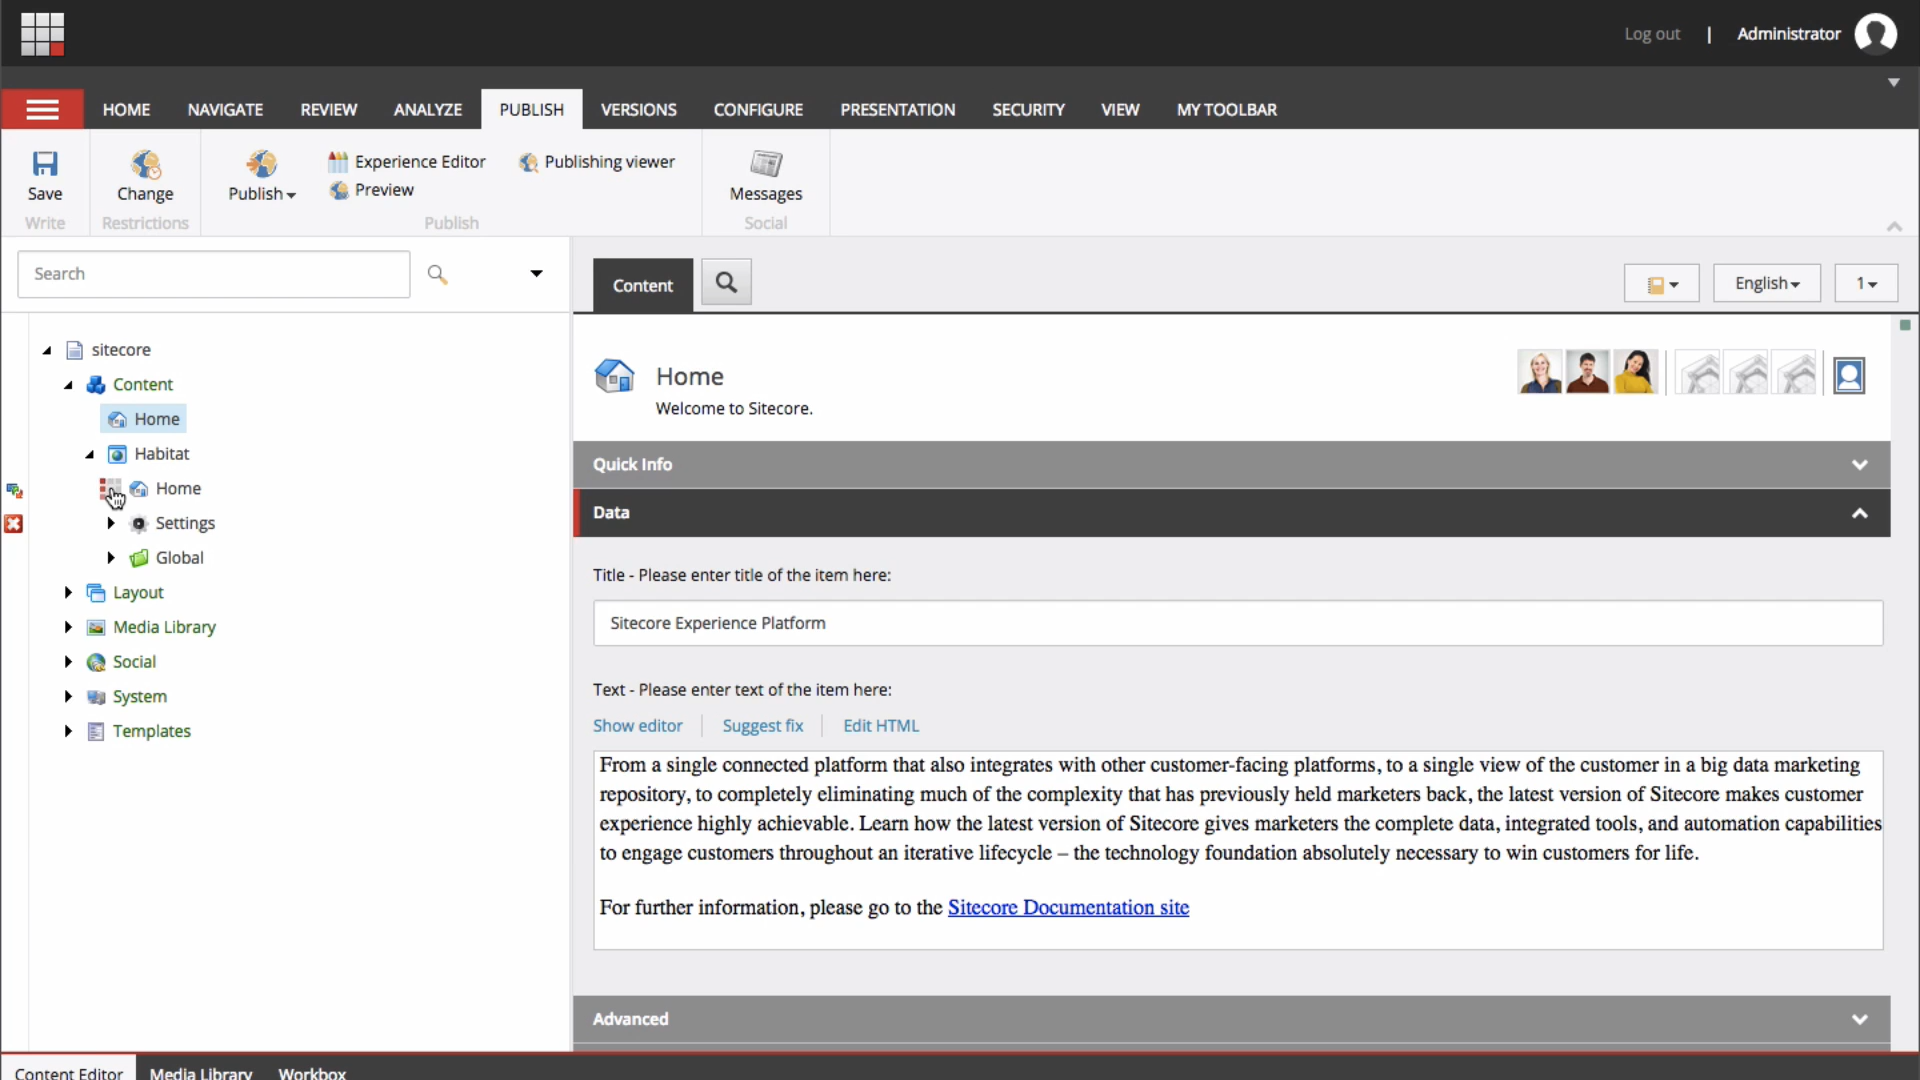 Log out | Administrator
HOME NAVIGATE REVIEW ANALYZE PUBLISH VERSIONS CONFIGURE PRESENTATION SECURITY VIEW MY TOOLBAR
Save
Write
Change
Restrictions
Publish
Experience Editor
Preview
Publishing viewer
Publish
Messages
Social
Search
sitecore
Content
Home
Habitat
Home
Settings
Global
Layout
Media Library
Social
System
Templates
Content
English
1
Home
Welcome to Sitecore.
Quick Info
Data
Title - Please enter title of the item here:
Sitecore Experience Platform
Text - Please enter text of the item here:
Show editor
Suggest fix
Edit HTML
From a single connected platform that also integrates with other customer-facing platforms, to a single view of the customer in a big data marketing
repository, to completely eliminating much of the complexity that has previously held marketers back, the latest version of Sitecore makes customer
experience highly achievable. Learn how the latest version of Sitecore gives marketers the complete data, integrated tools, and automation capabilities
to engage customers throughout an iterative lifecycle – the technology foundation absolutely necessary to win customers for life.
For further information, please go to the Sitecore Documentation site
Advanced
Content Editor
Media Library
Workbox